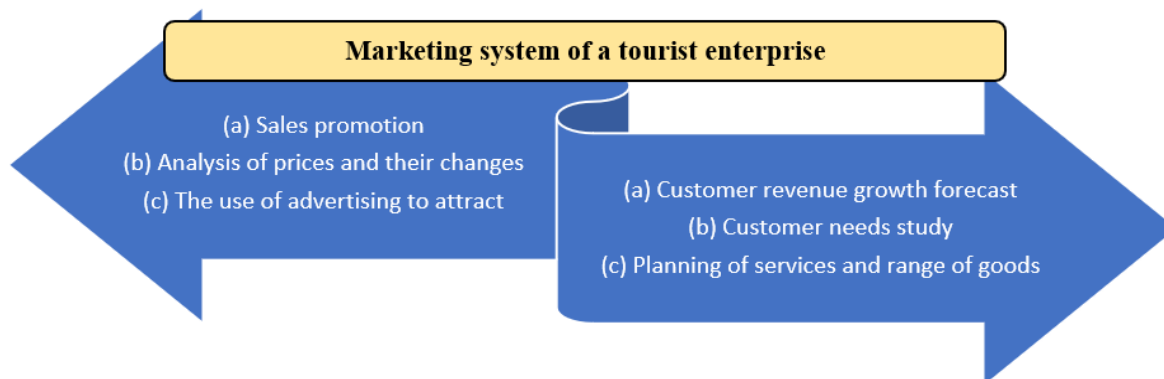 Marketing system of a tourist enterprise
(a) Sales promotion
(b) Analysis of prices and their changes
(c) The use of advertising to attract
(a) Customer revenue growth forecast
(b) Customer needs study
(c) Planning of services and range of goods